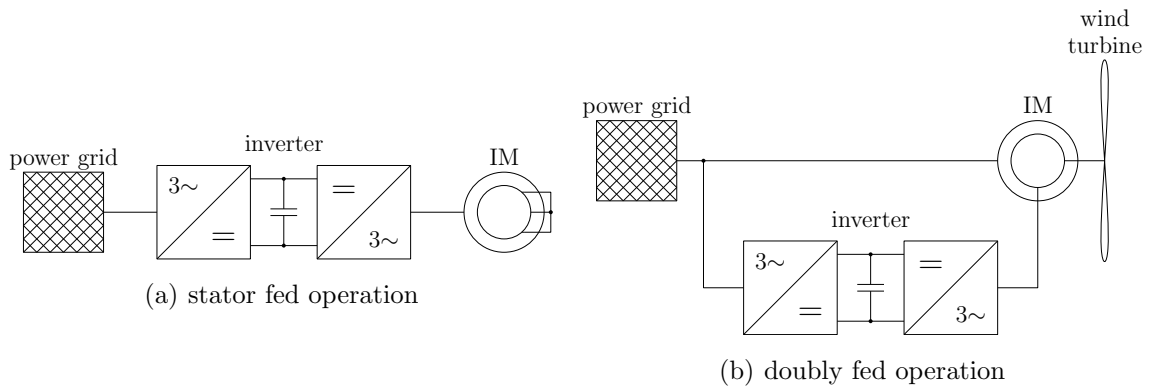 power grid
inverter
IM
3∼
=
=
3∼
(a) stator fed operation
wind
turbine
power grid
IM
inverter
3∼
=
=
3∼
(b) doubly fed operation